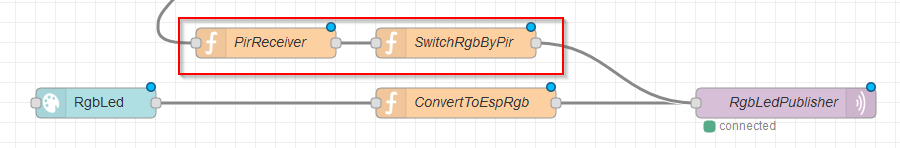 PirReceiver
SwitchRgbByPir
RgbLed
ConvertToEspRgb
RgbLedPublisher
connected